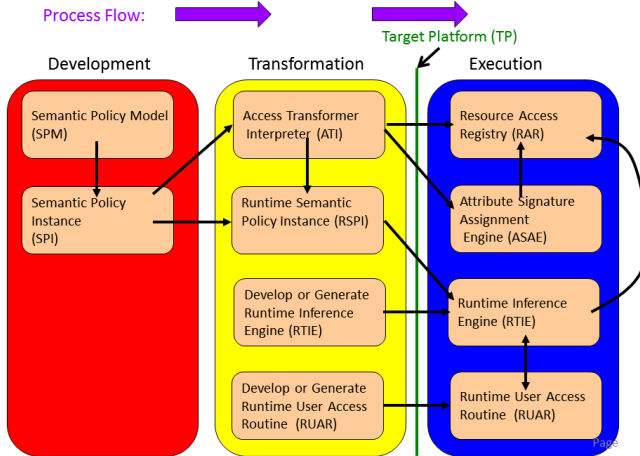 Process Flow:
Target Platform (TP)
Development
Transformation
Execution
Semantic Policy Model
(SPM)
Semantic Policy
Instance
(SPI)
Access Transformer
Interpreter (ATI)
Runtime Semantic
Policy Instance (RSPI)
Develop or Generate
Runtime Inference
Engine (RTIE)
Develop or Generate
Runtime User Access
Routine (RUAR)
Resource Access
Registry (RAR)
Attribute Signature
Assignment
Engine (ASAE)
Runtime Inference
Engine (RTIE)
Runtime User Access
Routine (RUAR)
Page